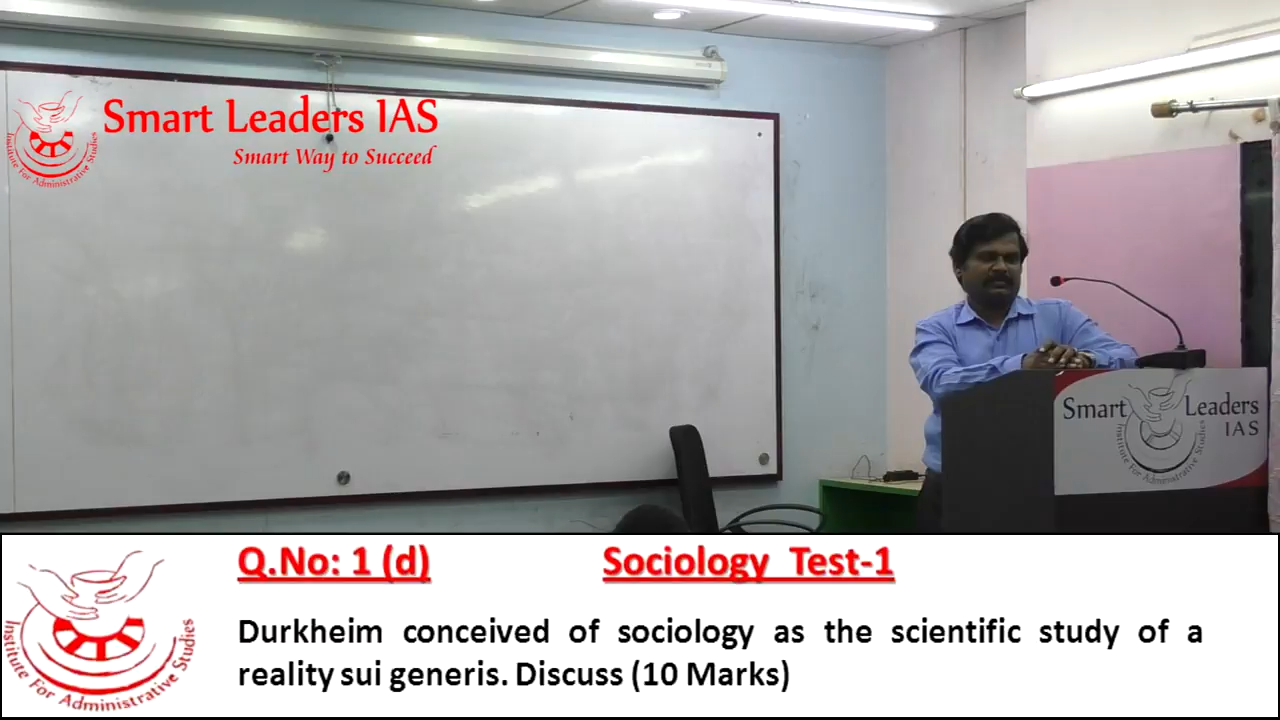 Smart Leaders IAS
Smart Way to Succeed
Institute For Administrative Studies
Smart Leaders
IAS
Institute For Administrative Studies
Q.No: 1 (d) Sociology Test-1
Durkheim conceived of sociology as the scientific study of a
reality sui generis. Discuss (10 Marks)
Institute For Administrative Studies